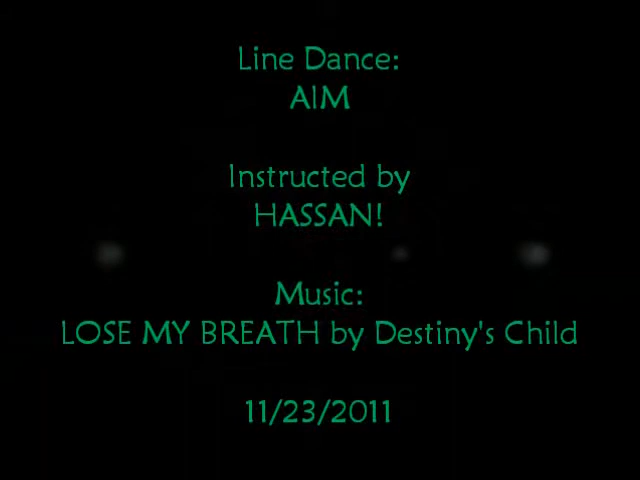 Line Dance:
AIM
Instructed by
HASSAN!
Music:
LOSE MY BREATH by Destiny's Child
11/23/2011